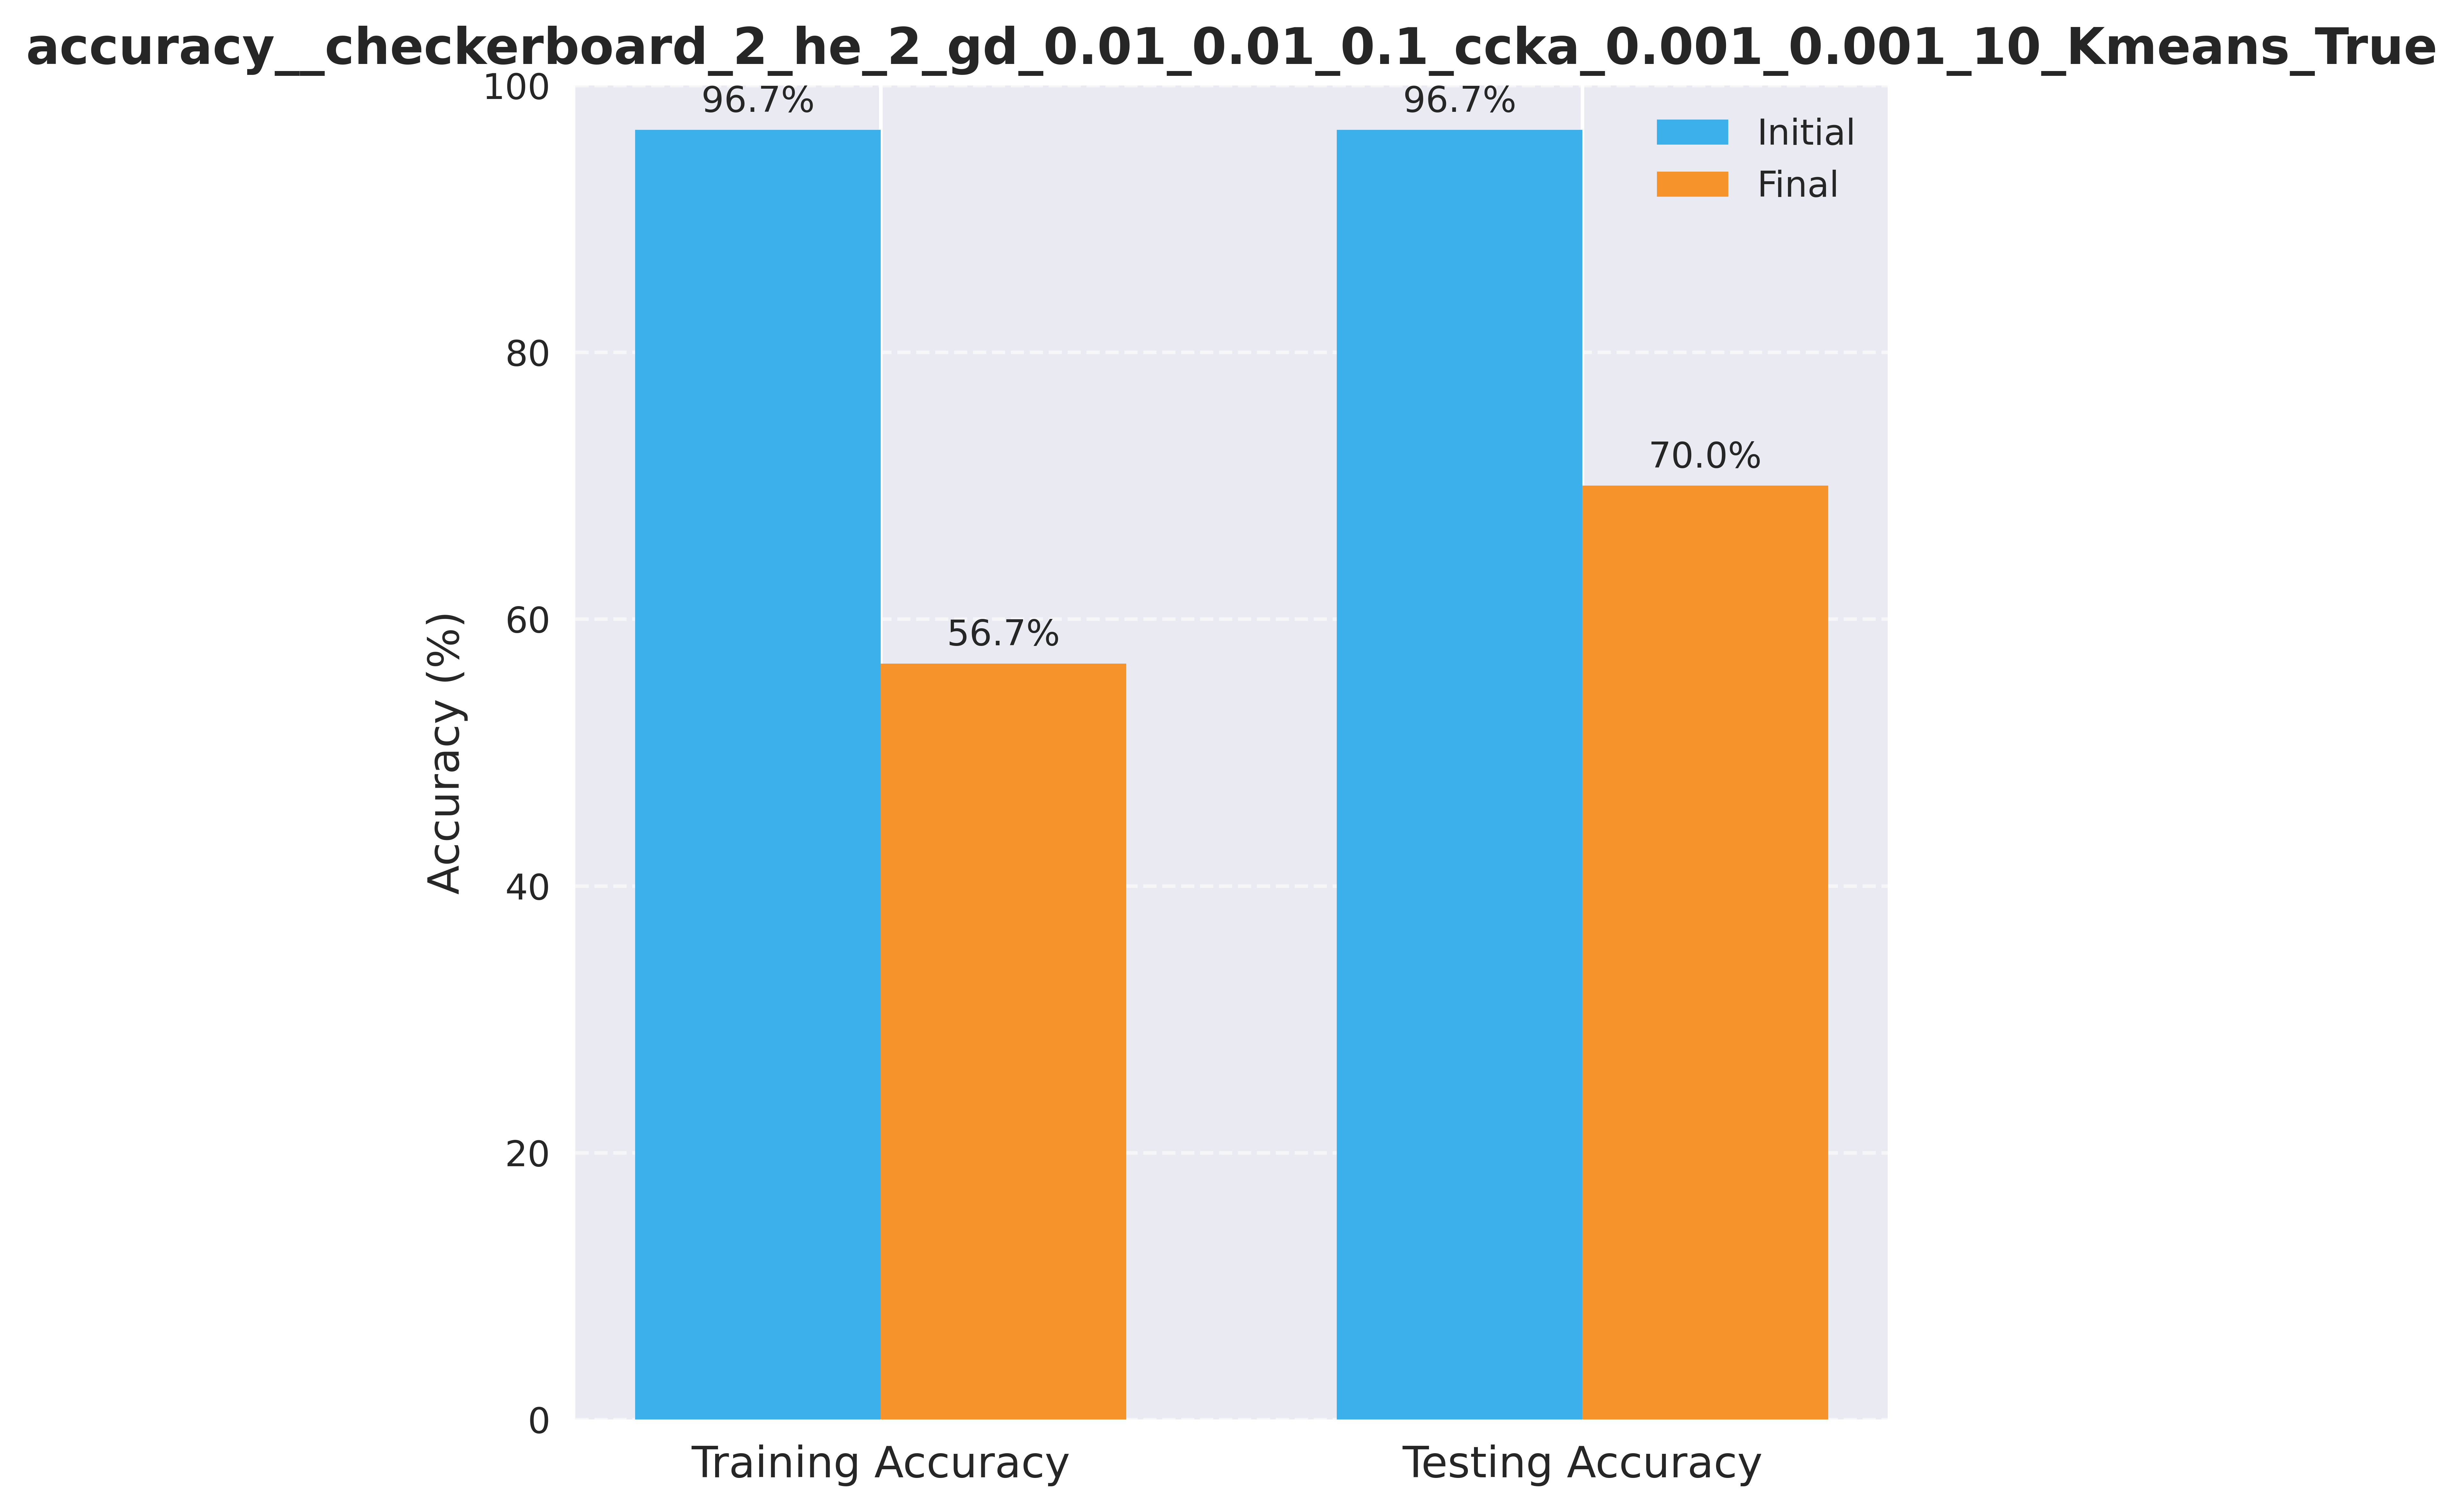 accuracy__checkerboard_2_he_2_gd_0.01_0.01_0.1_ccka_0.001_0.001_10_Kmeans_True
100
96.7%
96.7%
Initial
Final
80
70.0%
60
56.7%
Accuracy (%)
40
20
0
Training Accuracy
Testing Accuracy